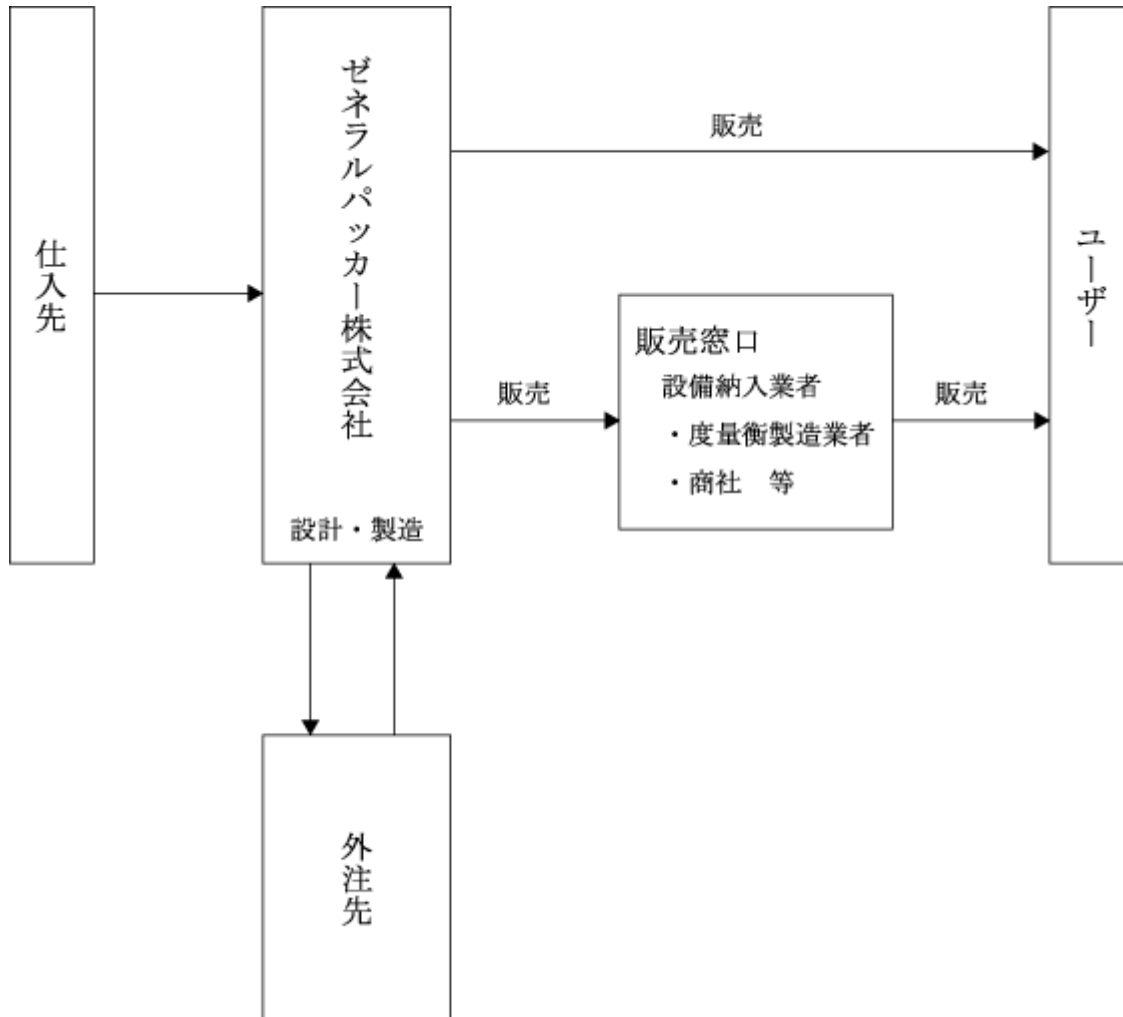 仕入先
ゼネラルパッカー株式会社
設計・製造
販売
販売
販売窓口
設備納入業者
・度量衡製造業者
・商社　等
販売
ユーザー
外注先